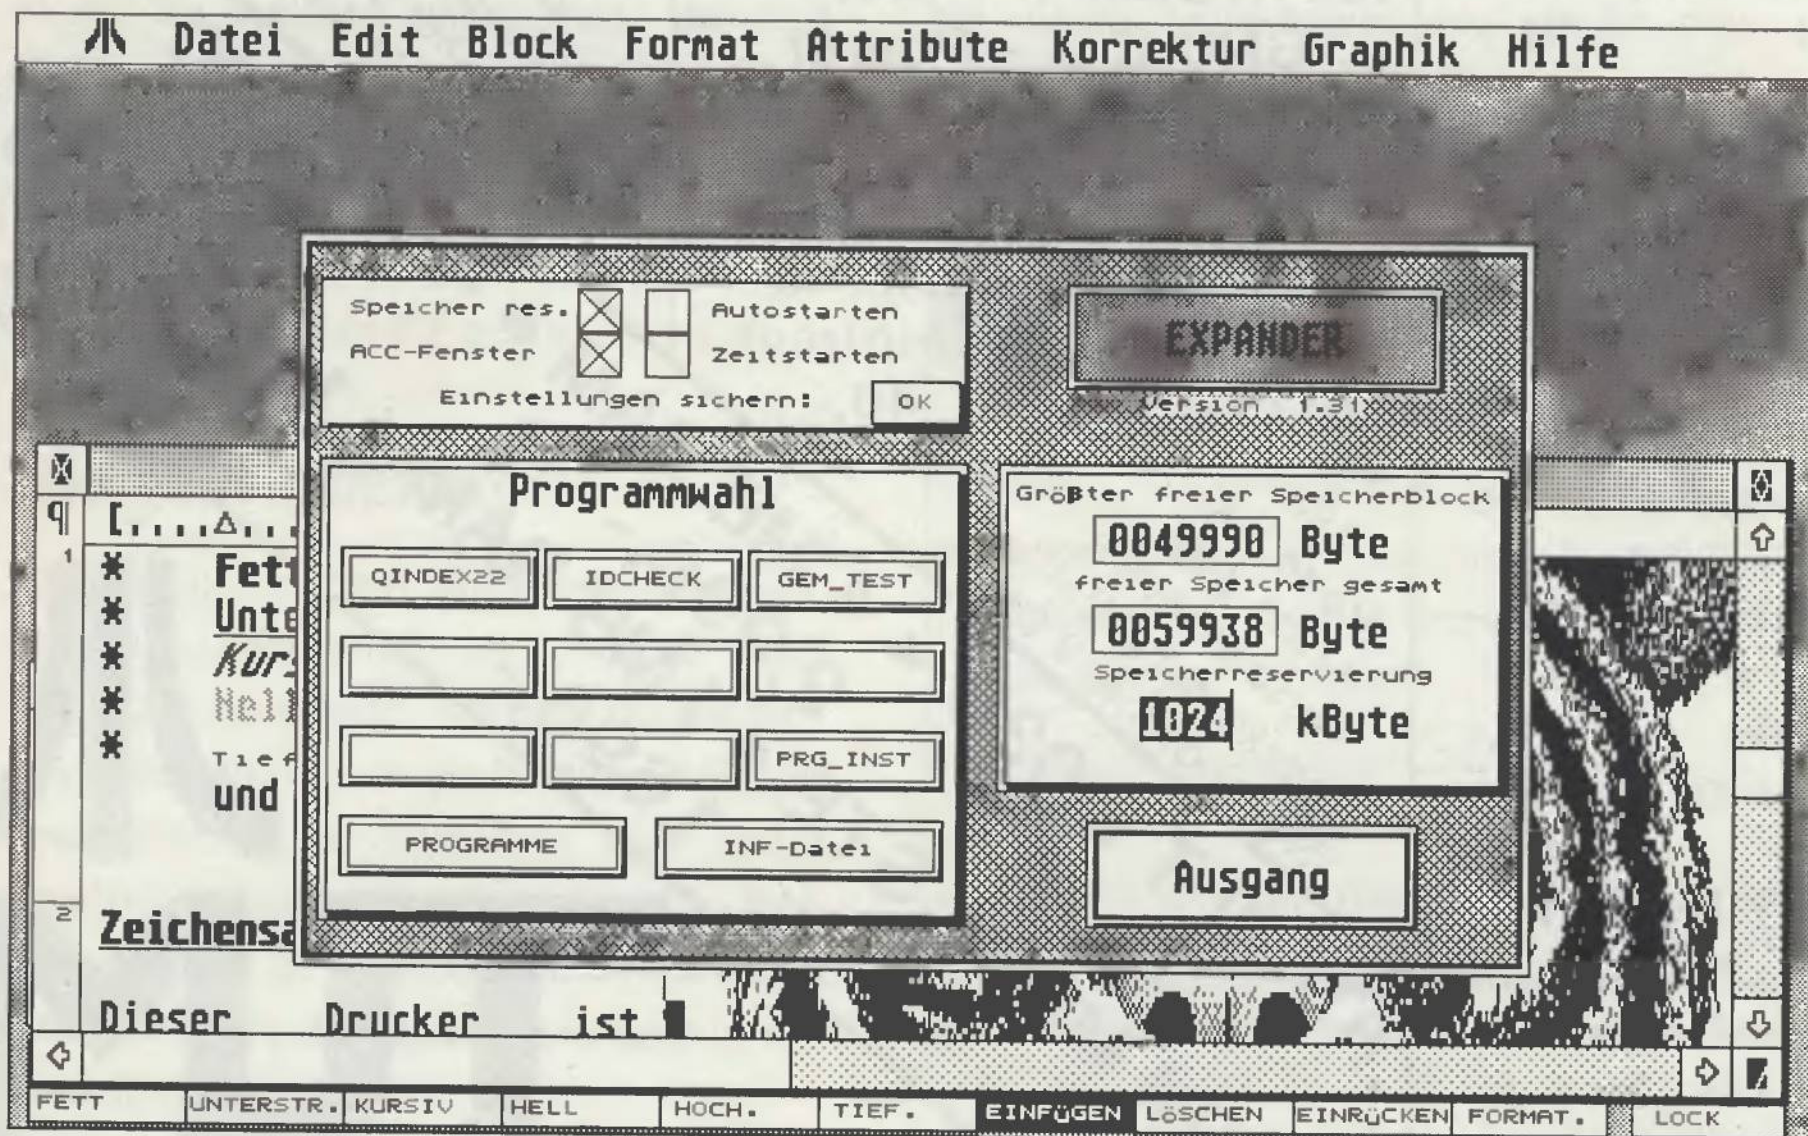 Datei Edit Block Format Attribute Korrektur Graphik Hilfe
Speicher res. Autostarten
ACC-Fenster Zeitstarten
Einstellungen sichern: OK
EXPANDER
Version 1.31
Programmwahl
QINDEX22 IDCHECK GEM_TEST
PRG_INST
PROGRAMME INF-Datei
Größter freier Speicherblock
0049990 Byte
freier Speicher gesamt
0059938 Byte
Speicherreservierung
1024 kByte
Ausgang
¶ [....∆...
1 * Fett
* Unte
* Kurs
* Hell
* Tief
und
2 Zeichensa
Dieser Drucker ist
FETT UNTERSTR. KURSIV HELL HOCH. TIEF. EINFüGEN LöSCHEN EINRüCKEN FORMAT. LOCK